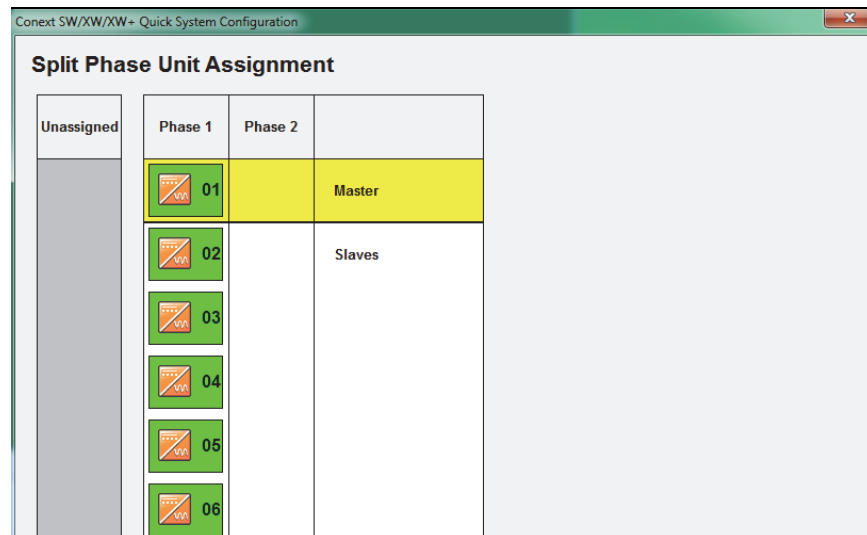 Conext SW/XW/XW+ Quick System Configuration
Split Phase Unit Assignment
Unassigned Phase 1 Phase 2
01 Master
02 Slaves
03
04
05
06